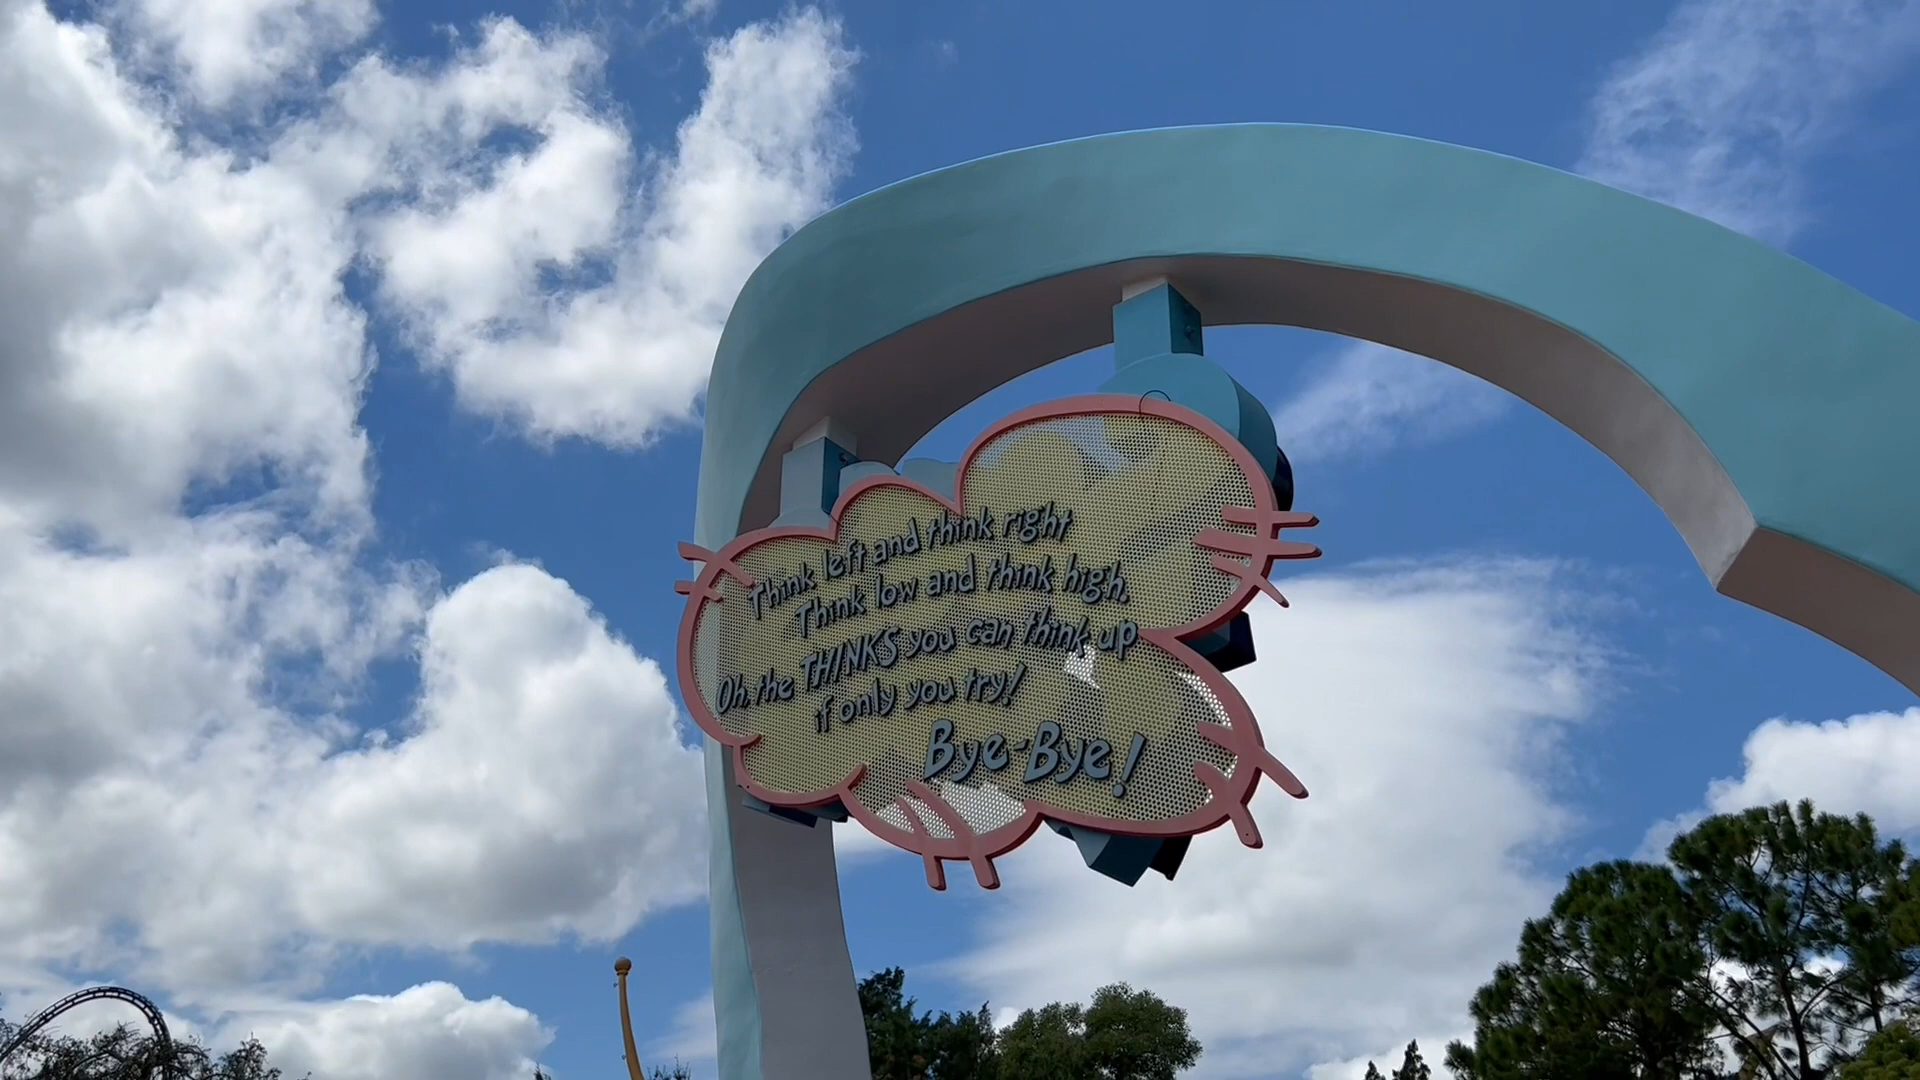 Think left and think right
Think low and think high.
Oh, the THINKS you can think up
if only you try!
Bye-Bye!